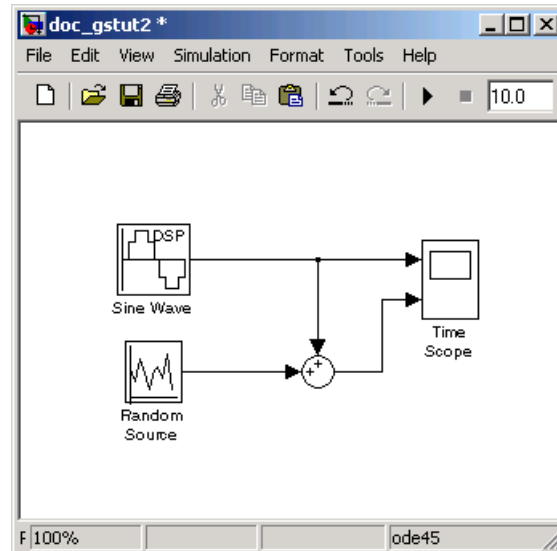 doc_gstut2 *
File Edit View Simulation Format Tools Help
10.0
DSP
Sine Wave
Time
Scope
+
+
Random
Source
F 100% ode45